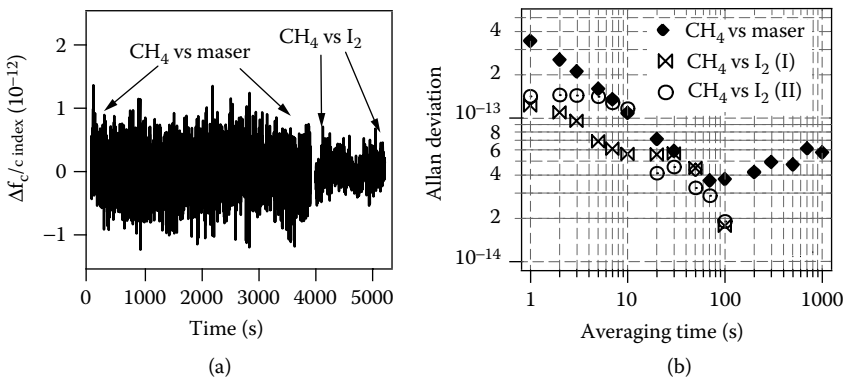 2
1
0
−1
Δf_c/c index (10⁻¹²)
CH₄ vs maser
CH₄ vs I₂
0 1000 2000 3000 4000 5000
Time (s)
(a)
4
2
10⁻¹³
8
6
4
2
10⁻¹⁴
Allan deviation
CH₄ vs maser
CH₄ vs I₂ (I)
CH₄ vs I₂ (II)
1 10 100 1000
Averaging time (s)
(b)